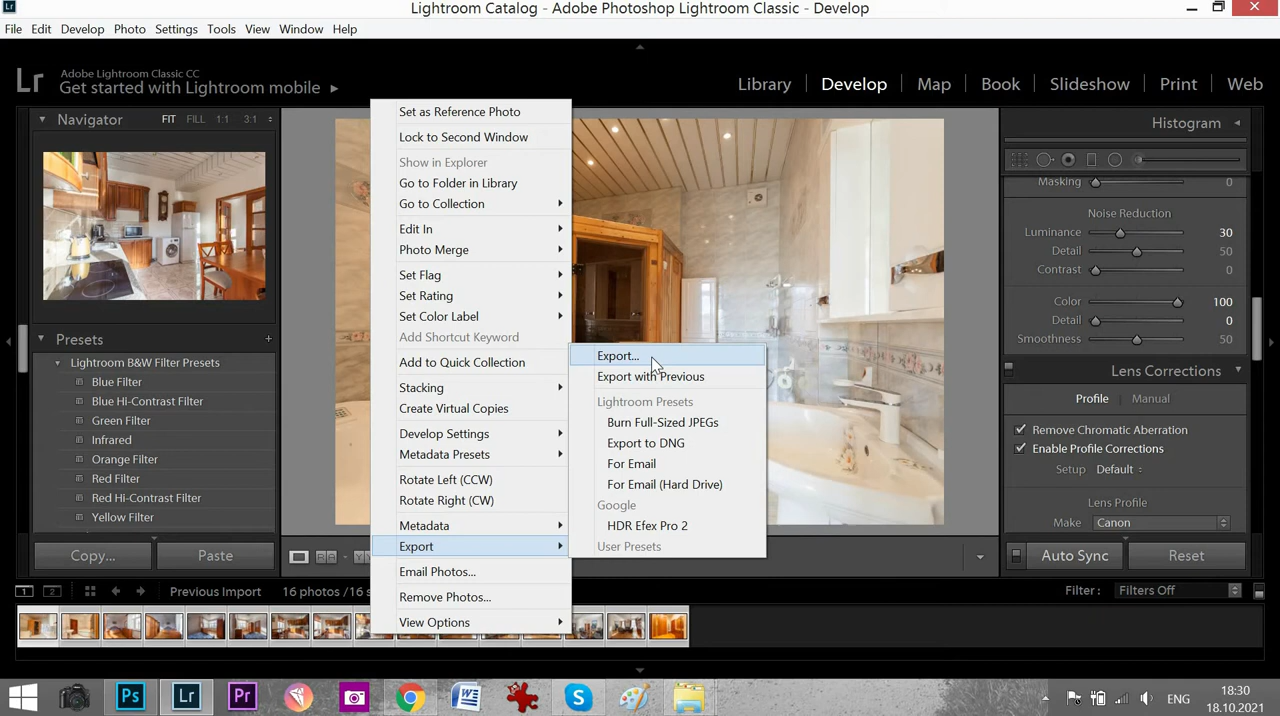 Lr
Lightroom Catalog - Adobe Photoshop Lightroom Classic - Develop
File Edit Develop Photo Settings Tools View Window Help
Lr
Adobe Lightroom Classic CC
Get started with Lightroom mobile
Library Develop Map Book Slideshow Print Web
Navigator FIT FILL 1:1 3:1
Presets
Lightroom B&W Filter Presets
Blue Filter
Blue Hi-Contrast Filter
Green Filter
Infrared
Orange Filter
Red Filter
Red Hi-Contrast Filter
Yellow Filter
Copy... Paste
Set as Reference Photo
Lock to Second Window
Show in Explorer
Go to Folder in Library
Go to Collection
Edit In
Photo Merge
Set Flag
Set Rating
Set Color Label
Add Shortcut Keyword
Add to Quick Collection
Stacking
Create Virtual Copies
Develop Settings
Metadata Presets
Rotate Left (CCW)
Rotate Right (CW)
Metadata
Export
Email Photos...
Remove Photos...
View Options
Export...
Export with Previous
Lightroom Presets
Burn Full-Sized JPEGs
Export to DNG
For Email
For Email (Hard Drive)
Google
HDR Efex Pro 2
User Presets
Histogram
Masking 0
Noise Reduction
Luminance 30
Detail 50
Contrast 0
Color 100
Detail 0
Smoothness 50
Lens Corrections
Profile Manual
Remove Chromatic Aberration
Enable Profile Corrections
Setup Default
Lens Profile
Make Canon
Auto Sync Reset
1 2 Previous Import 16 photos /16 s
Filter : Filters Off
Ps Lr Pr W S
ENG
18:30
18.10.2021